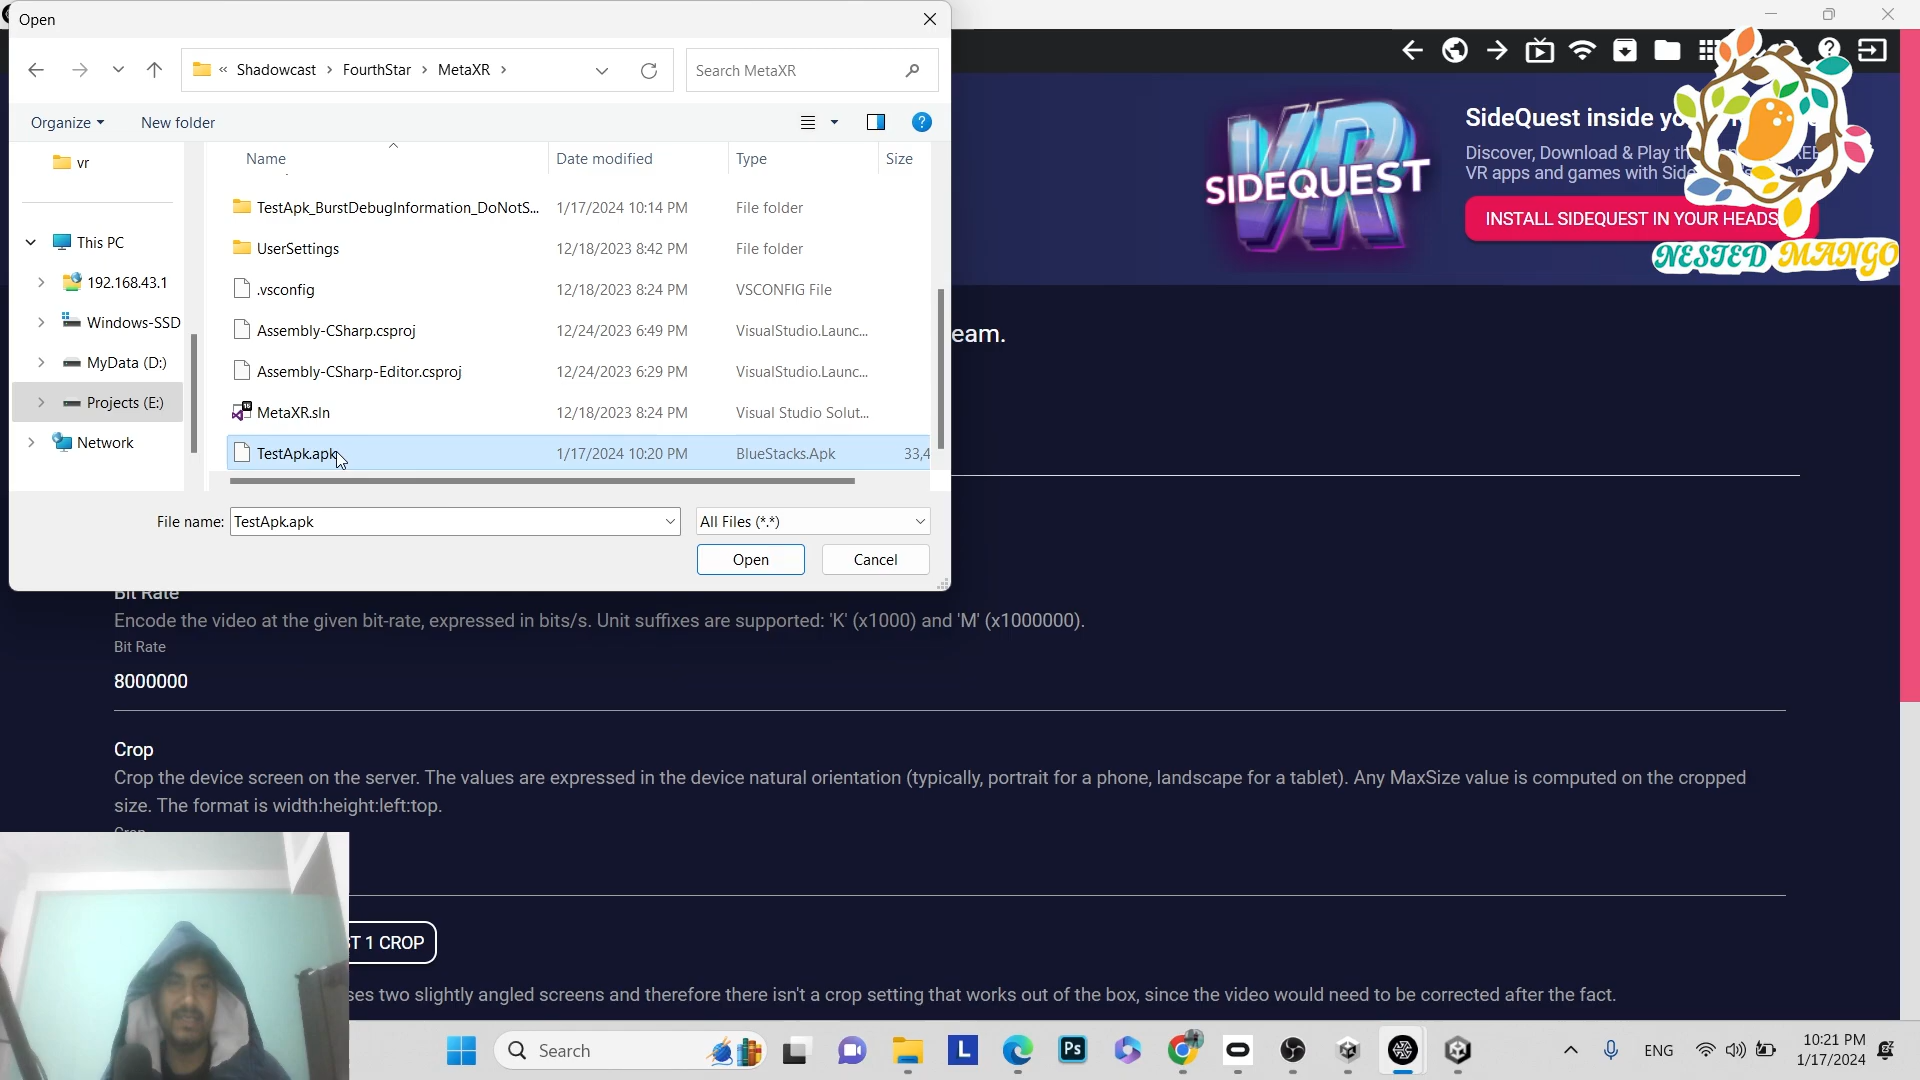 Open
« Shadowcast > FourthStar > MetaXR >
Search MetaXR
Organize
New folder
vr
This PC
192.168.43.1
Windows-SSD
MyData (D:)
Projects (E:)
Network
Name Date modified Type Size
TestApk_BurstDebugInformation_DoNotS... 1/17/2024 10:14 PM File folder
UserSettings 12/18/2023 8:42 PM File folder
.vsconfig 12/18/2023 8:24 PM VSCONFIG File
Assembly-CSharp.csproj 12/24/2023 6:49 PM VisualStudio.Launc...
Assembly-CSharp-Editor.csproj 12/24/2023 6:29 PM VisualStudio.Launc...
MetaXR.sln 12/18/2023 8:24 PM Visual Studio Solut...
TestApk.apk 1/17/2024 10:20 PM BlueStacks.Apk 33,4
File name: TestApk.apk All Files (*.*)
Open Cancel
VR
SIDEQUEST
SideQuest inside yo
Discover, Download & Play th
VR apps and games with Side
INSTALL SIDEQUEST IN YOUR HEADS
NESTED MANGO
eam.
Bit Rate
Encode the video at the given bit-rate, expressed in bits/s. Unit suffixes are supported: 'K' (x1000) and 'M' (x1000000).
Bit Rate
8000000
Crop
Crop the device screen on the server. The values are expressed in the device natural orientation (typically, portrait for a phone, landscape for a tablet). Any MaxSize value is computed on the cropped
size. The format is width:height:left:top.
Crop
ST 1 CROP
ses two slightly angled screens and therefore there isn't a crop setting that works out of the box, since the video would need to be corrected after the fact.
Search
L
Ps
ENG
10:21 PM
1/17/2024